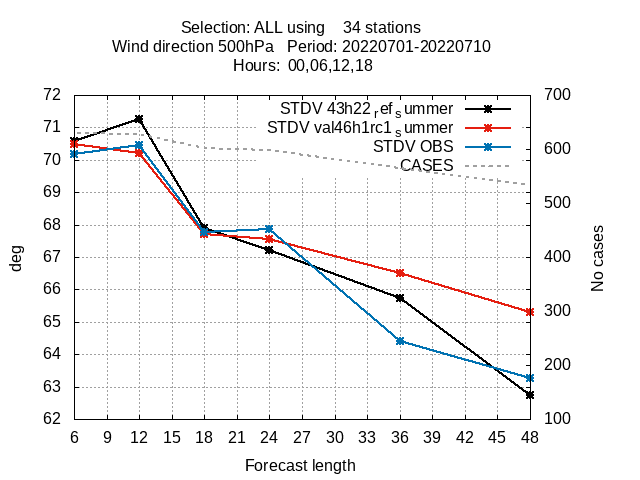 Selection: ALL using    34 stations
Wind direction 500hPa   Period: 20220701-20220710
Hours:  00,06,12,18
STDV 43h22_ref_summer
STDV val46h1rc1_summer
STDV OBS
CASES
deg
72
71
70
69
68
67
66
65
64
63
62
700
600
500
400
300
200
100
No cases
6 9 12 15 18 21 24 27 30 33 36 39 42 45 48
Forecast length